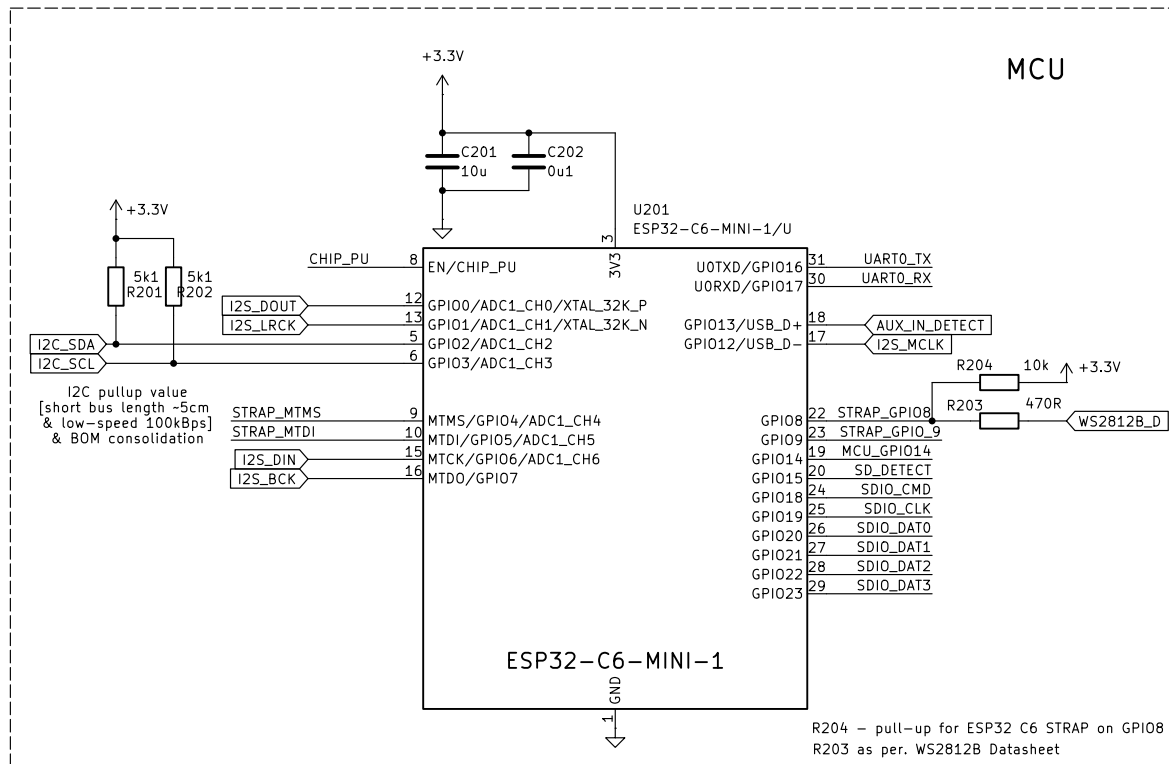 MCU
+3.3V
C201
10u
C202
0u1
+3.3V
5k1
R201
5k1
R202
U201
ESP32-C6-MINI-1/U
3
3V3
CHIP_PU 8 EN/CHIP_PU
I2S_DOUT 12 GPIO0/ADC1_CH0/XTAL_32K_P
I2S_LRCK 13 GPIO1/ADC1_CH1/XTAL_32K_N
I2C_SDA 5 GPIO2/ADC1_CH2
I2C_SCL 6 GPIO3/ADC1_CH3
I2C pullup value
[short bus length ~5cm
& low-speed 100kBps]
& BOM consolidation
STRAP_MTMS 9 MTMS/GPIO4/ADC1_CH4
STRAP_MTDI 10 MTDI/GPIO5/ADC1_CH5
I2S_DIN 15 MTCK/GPIO6/ADC1_CH6
I2S_BCK 16 MTDO/GPIO7
U0TXD/GPIO16 31 UART0_TX
U0RXD/GPIO17 30 UART0_RX
GPIO13/USB_D+ 18 AUX_IN_DETECT
GPIO12/USB_D- 17 I2S_MCLK
R204 10k +3.3V
GPIO8 22 STRAP_GPIO8 R203 470R WS2812B_D
GPIO9 23 STRAP_GPIO_9
GPIO14 19 MCU_GPIO14
GPIO15 20 SD_DETECT
GPIO18 24 SDIO_CMD
GPIO19 25 SDIO_CLK
GPIO20 26 SDIO_DAT0
GPIO21 27 SDIO_DAT1
GPIO22 28 SDIO_DAT2
GPIO23 29 SDIO_DAT3
ESP32-C6-MINI-1
GND
1
R204 - pull-up for ESP32 C6 STRAP on GPIO8
R203 as per. WS2812B Datasheet